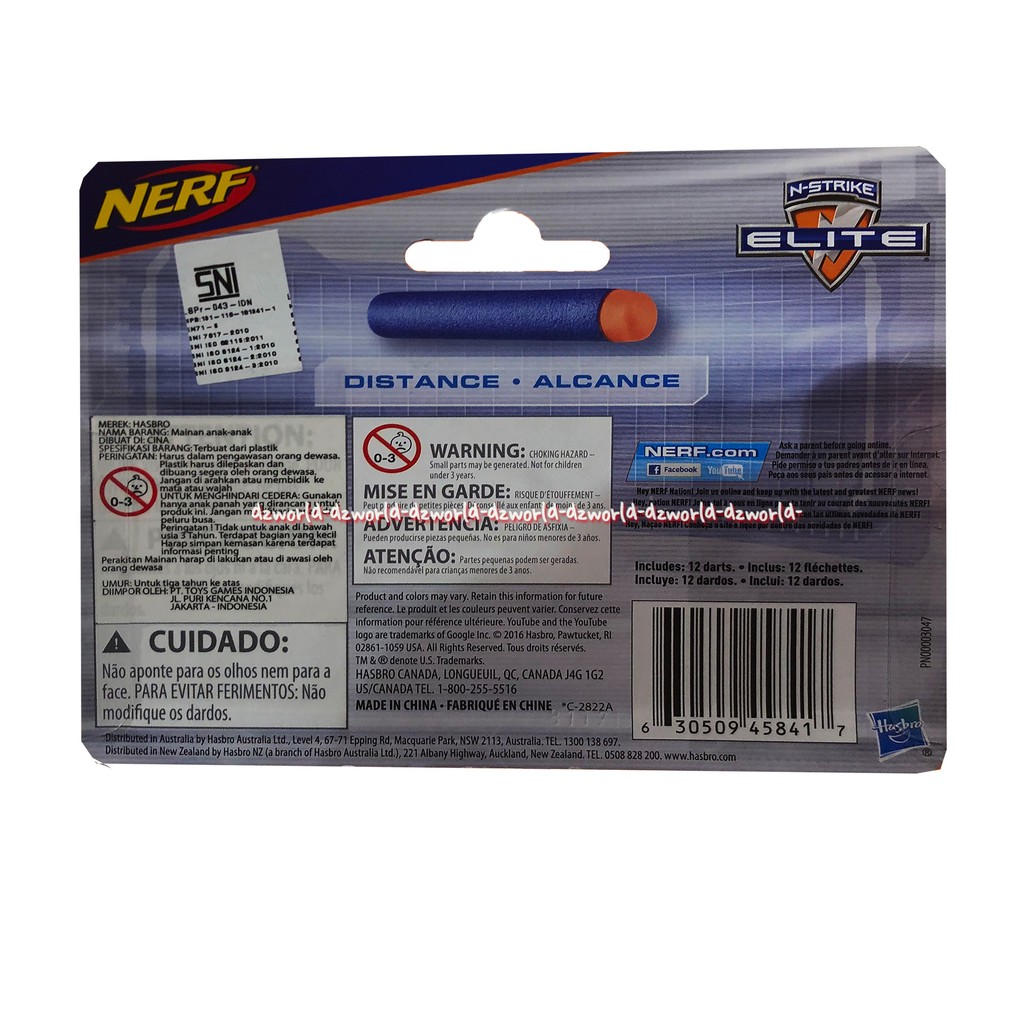 NERF
N-STRIKE
ELITE
SNI
LSPr-043-IDN
SNI ISO 8124-1:2010
SNI ISO 8124-2:2010
SNI ISO 8124-3:2010
DISTANCE • ALCANCE
MEREK: HASBRO
NAMA BARANG: Mainan anak-anak
DIBUAT DI: CINA
SPESIFIKASI BARANG: Terbuat dari plastik
PERINGATAN: Harus dalam pengawasan orang dewasa.
Plastik harus dilepaskan dan
dibuang segera oleh orang dewasa.
Jangan di arahkan atau membidik ke
mata atau wajah
0-3
UNTUK MENGHINDARI CEDERA: Gunakan
hanya anak panah yg dirancang
produk ini. Jangan
peluru busa.
Peringatan ! Tidak untuk anak di bawah
usia 3 Tahun. Terdapat bagian yang kecil
Harap simpan kemasan karena terdapat
informasi penting
Perakitan Mainan harap di lakukan atau di awasi oleh
orang dewasa
UMUR: Untuk tiga tahun ke atas
DIIMPOR OLEH: PT. TOYS GAMES INDONESIA
JL. PURI KENCANA NO.1
JAKARTA - INDONESIA
CUIDADO:
Não aponte para os olhos nem para a
face. PARA EVITAR FERIMENTOS: Não
modifique os dardos.
0-3
WARNING: CHOKING HAZARD –
Small parts may be generated. Not for children
under 3 years.
MISE EN GARDE: RISQUE D'ÉTOUFFEMENT –
Peut produire de petites pièces. Déconseillé aux enfants de moins de 3 ans.
dzworld-dzworld-dzworld-dzworld-dzworld-dzworld-dzworld-
ADVERTENCIA: PELIGRO DE ASFIXIA –
Pueden producirse piezas pequeñas. No es para niños menores de 3 años.
ATENÇÃO: Partes pequenas podem ser geradas.
Não recomendável para crianças menores de 3 anos.
Product and colors may vary. Retain this information for future
reference. Le produit et les couleurs peuvent varier. Conservez cette
information pour référence ultérieure. YouTube and the YouTube
logo are trademarks of Google Inc. © 2016 Hasbro, Pawtucket, RI
02861-1059 USA. All Rights Reserved. Tous droits réservés.
TM & ® denote U.S. Trademarks.
HASBRO CANADA, LONGUEUIL, QC, CANADA J4G 1G2
US/CANADA TEL. 1-800-255-5516
MADE IN CHINA • FABRIQUÉ EN CHINE *C-2822A
NERF.com
Facebook YouTube
Ask a parent before going online.
Demander à un parent avant d'aller sur Internet.
Pide permiso a tus padres antes de ir en línea.
Peça aos seus pais antes de se conectar.
Hey NERF Nation! Join us online and keep up with the latest and greatest NERF news!
Includes: 12 darts. • Inclus: 12 fléchettes.
Incluye: 12 dardos. • Inclui: 12 dardos.
6 30509 45841 7
PN00003047
Hasbro
Distributed in Australia by Hasbro Australia Ltd., Level 4, 67–71 Epping Rd, Macquarie Park, NSW 2113, Australia. TEL. 1300 138 697.
Distributed in New Zealand by Hasbro NZ (a branch of Hasbro Australia Ltd.), 221 Albany Highway, Auckland, New Zealand. TEL. 0508 828 200. www.hasbro.com